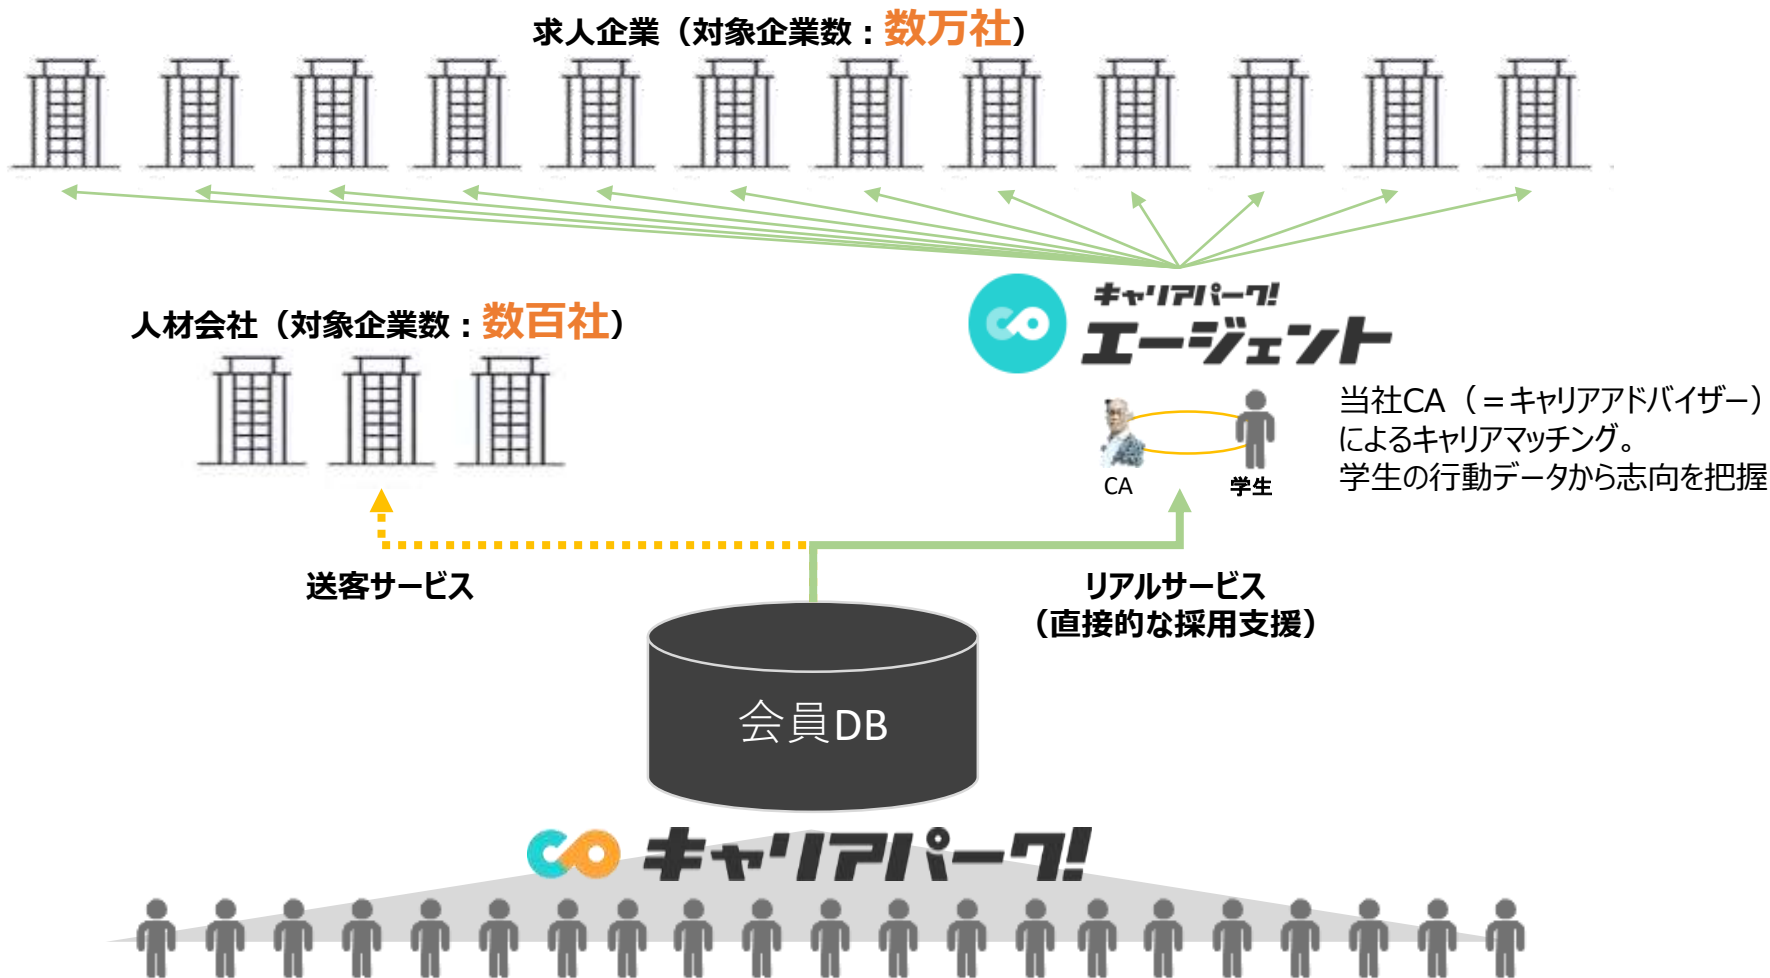 求人企業（対象企業数：数万社）
人材会社（対象企業数：数百社）
キャリアパーク!
エージェント
当社CA（＝キャリアアドバイザー）
によるキャリアマッチング。
学生の行動データから志向を把握
CA
学生
送客サービス
リアルサービス
（直接的な採用支援）
会員DB
キャリアパーク!